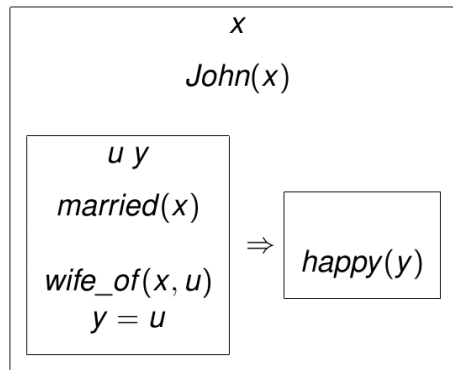 x
John(x)
u y
married(x)
wife_of(x, u)
y = u
⇒
happy(y)